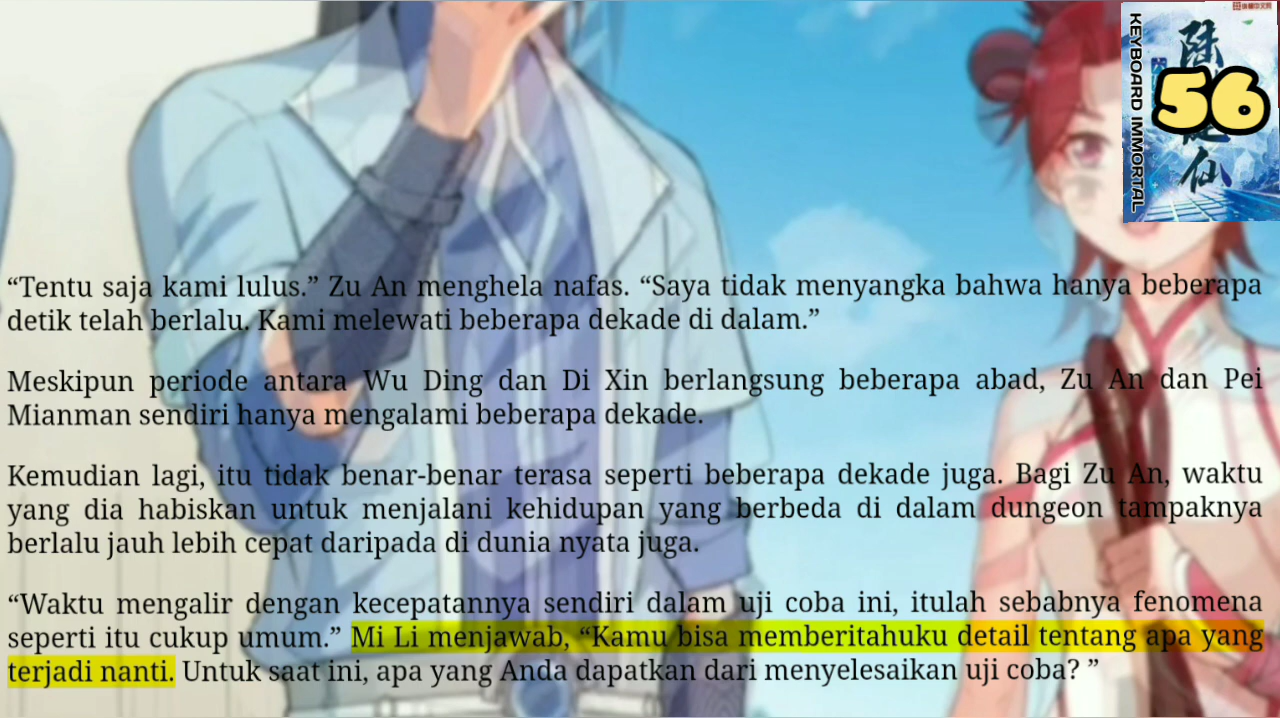 “Tentu saja kami lulus.” Zu An menghela nafas. “Saya tidak menyangka bahwa hanya beberapa
detik telah berlalu. Kami melewati beberapa dekade di dalam.”
Meskipun periode antara Wu Ding dan Di Xin berlangsung beberapa abad, Zu An dan Pei
Mianman sendiri hanya mengalami beberapa dekade.
Kemudian lagi, itu tidak benar-benar terasa seperti beberapa dekade juga. Bagi Zu An, waktu
yang dia habiskan untuk menjalani kehidupan yang berbeda di dalam dungeon tampaknya
berlalu jauh lebih cepat daripada di dunia nyata juga.
“Waktu mengalir dengan kecepatannya sendiri dalam uji coba ini, itulah sebabnya fenomena
seperti itu cukup umum.” Mi Li menjawab, “Kamu bisa memberitahuku detail tentang apa yang
terjadi nanti. Untuk saat ini, apa yang Anda dapatkan dari menyelesaikan uji coba? ”
KEYBOARD IMMORTAL
56
陆
仙